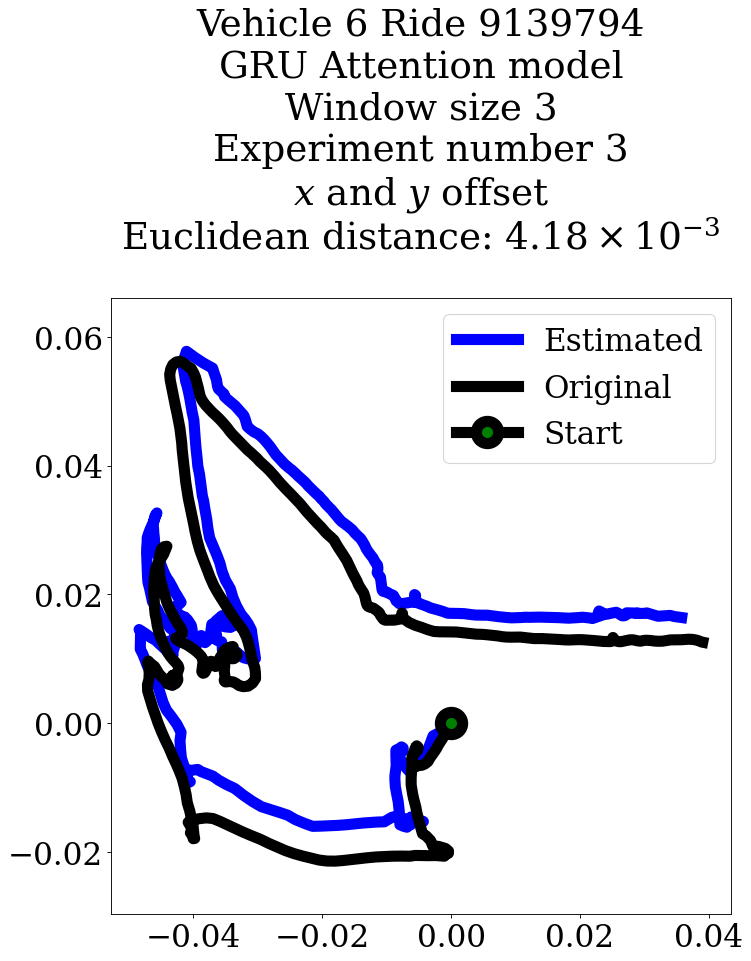 Vehicle 6 Ride 9139794
GRU Attention model
Window size 3
Experiment number 3
x and y offset
Euclidean distance: 4.18 × 10⁻³
Estimated
Original
Start
0.06
0.04
0.02
0.00
−0.02
−0.04
−0.02
0.00
0.02
0.04